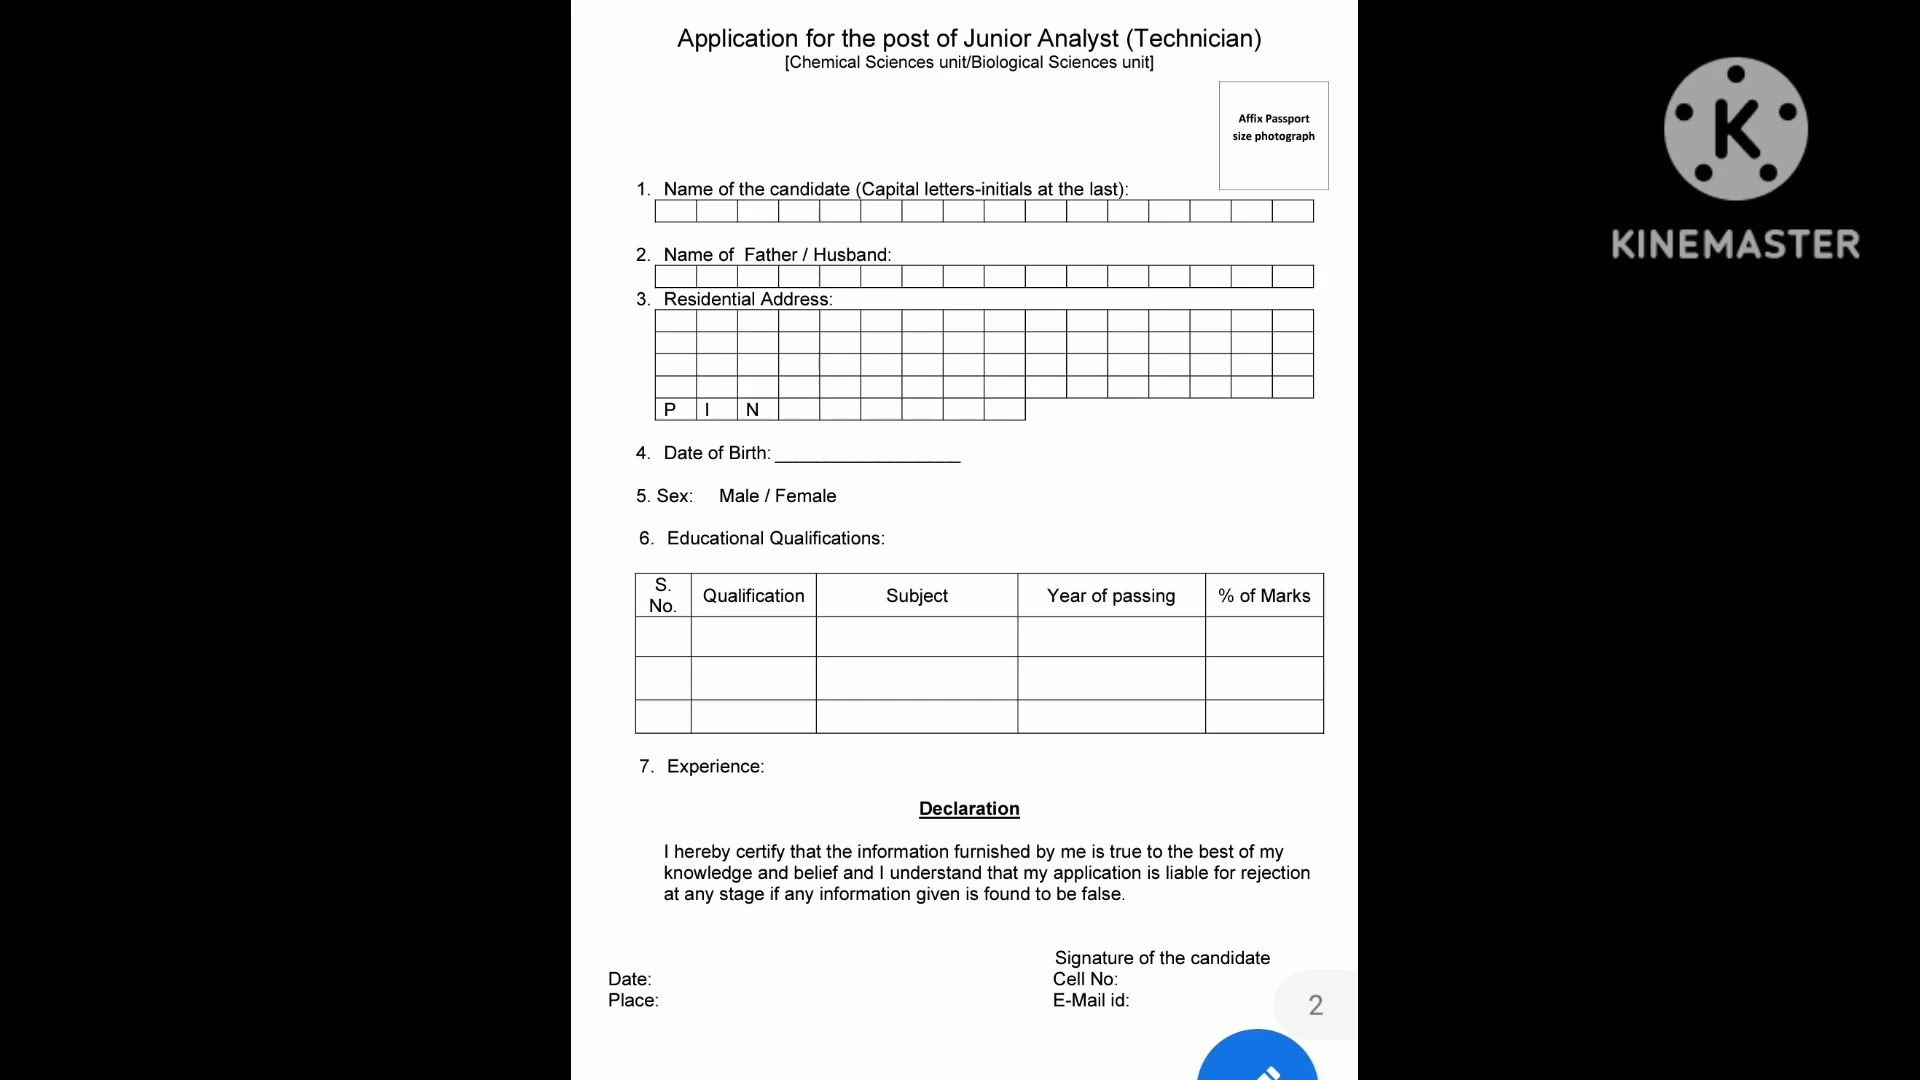 Application for the post of Junior Analyst (Technician)
[Chemical Sciences unit/Biological Sciences unit]
Affix Passport
size photograph
1. Name of the candidate (Capital letters-initials at the last):
2. Name of Father / Husband:
3. Residential Address:
P I N
4. Date of Birth: __________________
5. Sex: Male / Female
6. Educational Qualifications:
S. No. Qualification Subject Year of passing % of Marks
7. Experience:
Declaration
I hereby certify that the information furnished by me is true to the best of my
knowledge and belief and I understand that my application is liable for rejection
at any stage if any information given is found to be false.
Signature of the candidate
Date: Cell No:
Place: E-Mail id:
2
K
KINEMASTER